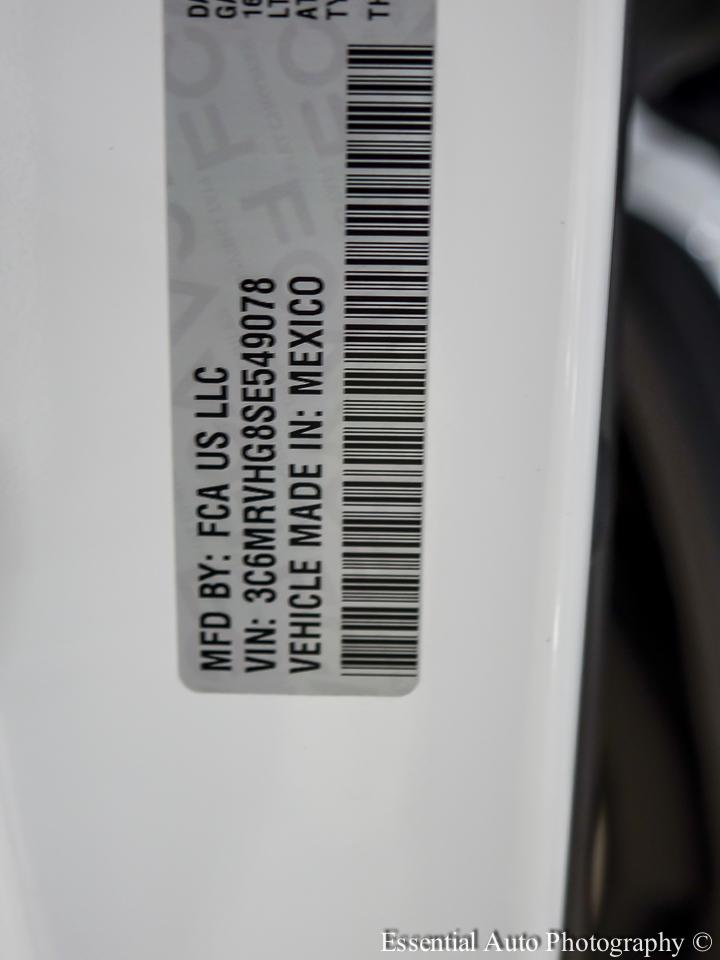 MFD BY: FCA US LLC
VIN: 3C6MRVHG8SE549078
VEHICLE MADE IN: MEXICO
Essential Auto Photography ©